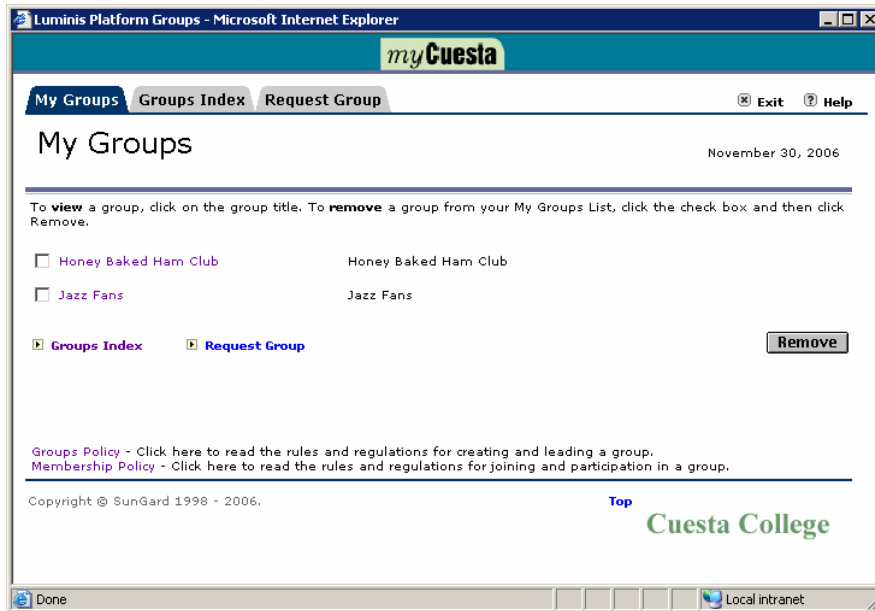 Luminis Platform Groups - Microsoft Internet Explorer
myCuesta
My Groups Groups Index Request Group Exit Help
My Groups
November 30, 2006
To view a group, click on the group title. To remove a group from your My Groups List, click the check box and then click
Remove.
Honey Baked Ham Club Honey Baked Ham Club
Jazz Fans Jazz Fans
Groups Index Request Group Remove
Groups Policy - Click here to read the rules and regulations for creating and leading a group.
Membership Policy - Click here to read the rules and regulations for joining and participation in a group.
Copyright © SunGard 1998 - 2006. Top
Cuesta College
Done Local intranet